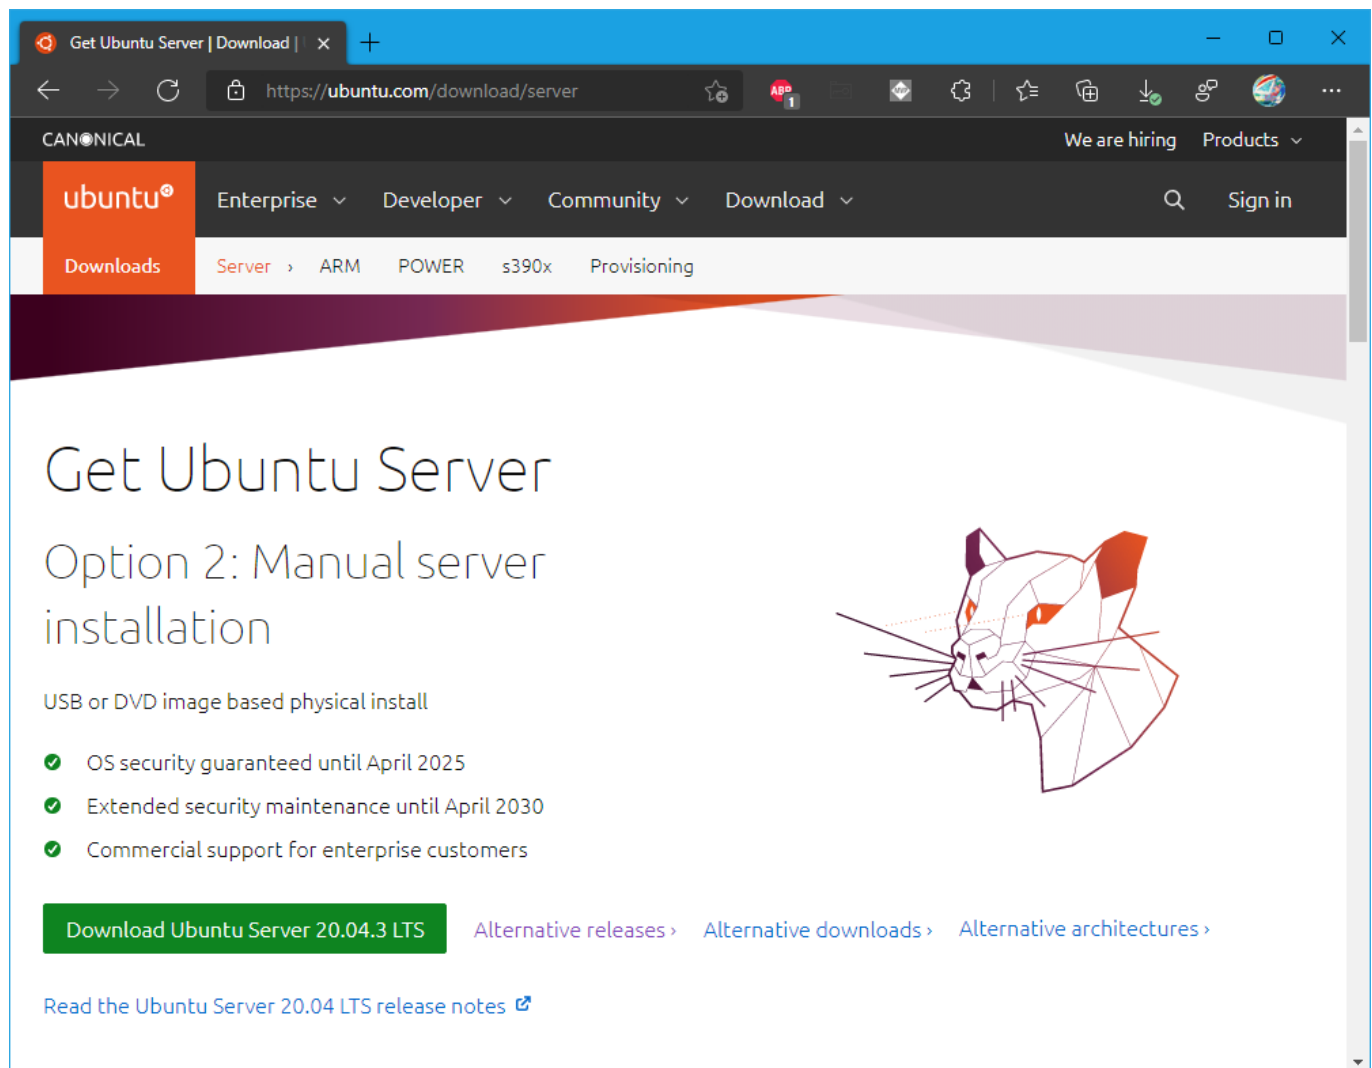 Get Ubuntu Server | Download |
https://ubuntu.com/download/server
ABP
1
CANONICAL
We are hiring Products
ubuntu
Enterprise Developer Community Download Sign in
Downloads Server › ARM POWER s390x Provisioning
Get Ubuntu Server
Option 2: Manual server
installation
USB or DVD image based physical install
OS security guaranteed until April 2025
Extended security maintenance until April 2030
Commercial support for enterprise customers
Download Ubuntu Server 20.04.3 LTS Alternative releases › Alternative downloads › Alternative architectures ›
Read the Ubuntu Server 20.04 LTS release notes